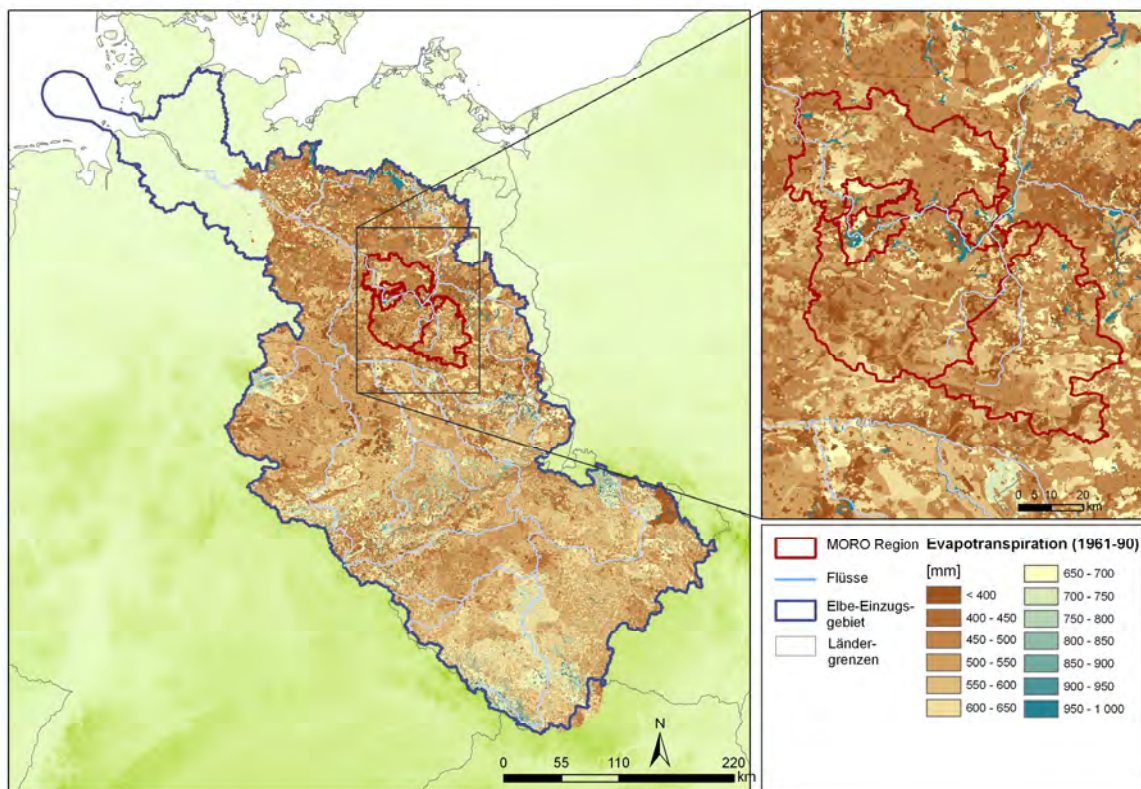 N
0 55 110 220
km
0 5 10 20
km
MORO Region
Flüsse
Elbe-Einzugs-
gebiet
Länder-
grenzen
Evapotranspiration (1961-90)
[mm]
< 400
400 - 450
450 - 500
500 - 550
550 - 600
600 - 650
650 - 700
700 - 750
750 - 800
800 - 850
850 - 900
900 - 950
950 - 1 000